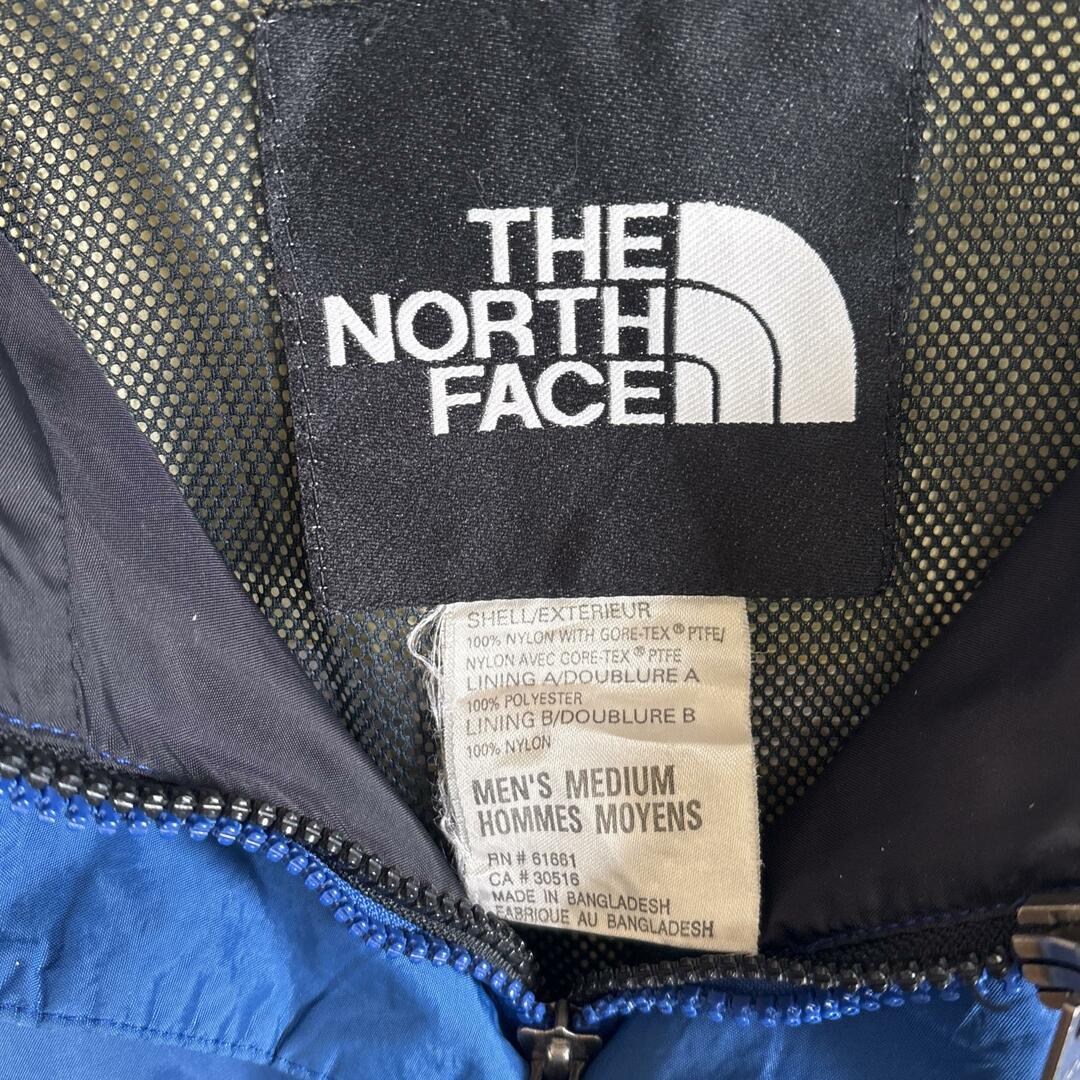 THE
NORTH
FACE
SHELL/EXTERIEUR
100% NYLON WITH GORE-TEX® PTFE/
NYLON AVEC GORE-TEX® PTFE
LINING A/DOUBLURE A
100% POLYESTER
LINING B/DOUBLURE B
100% NYLON
MEN'S MEDIUM
HOMMES MOYENS
RN # 61661
CA # 30516
MADE IN BANGLADESH
FABRIQUE AU BANGLADESH